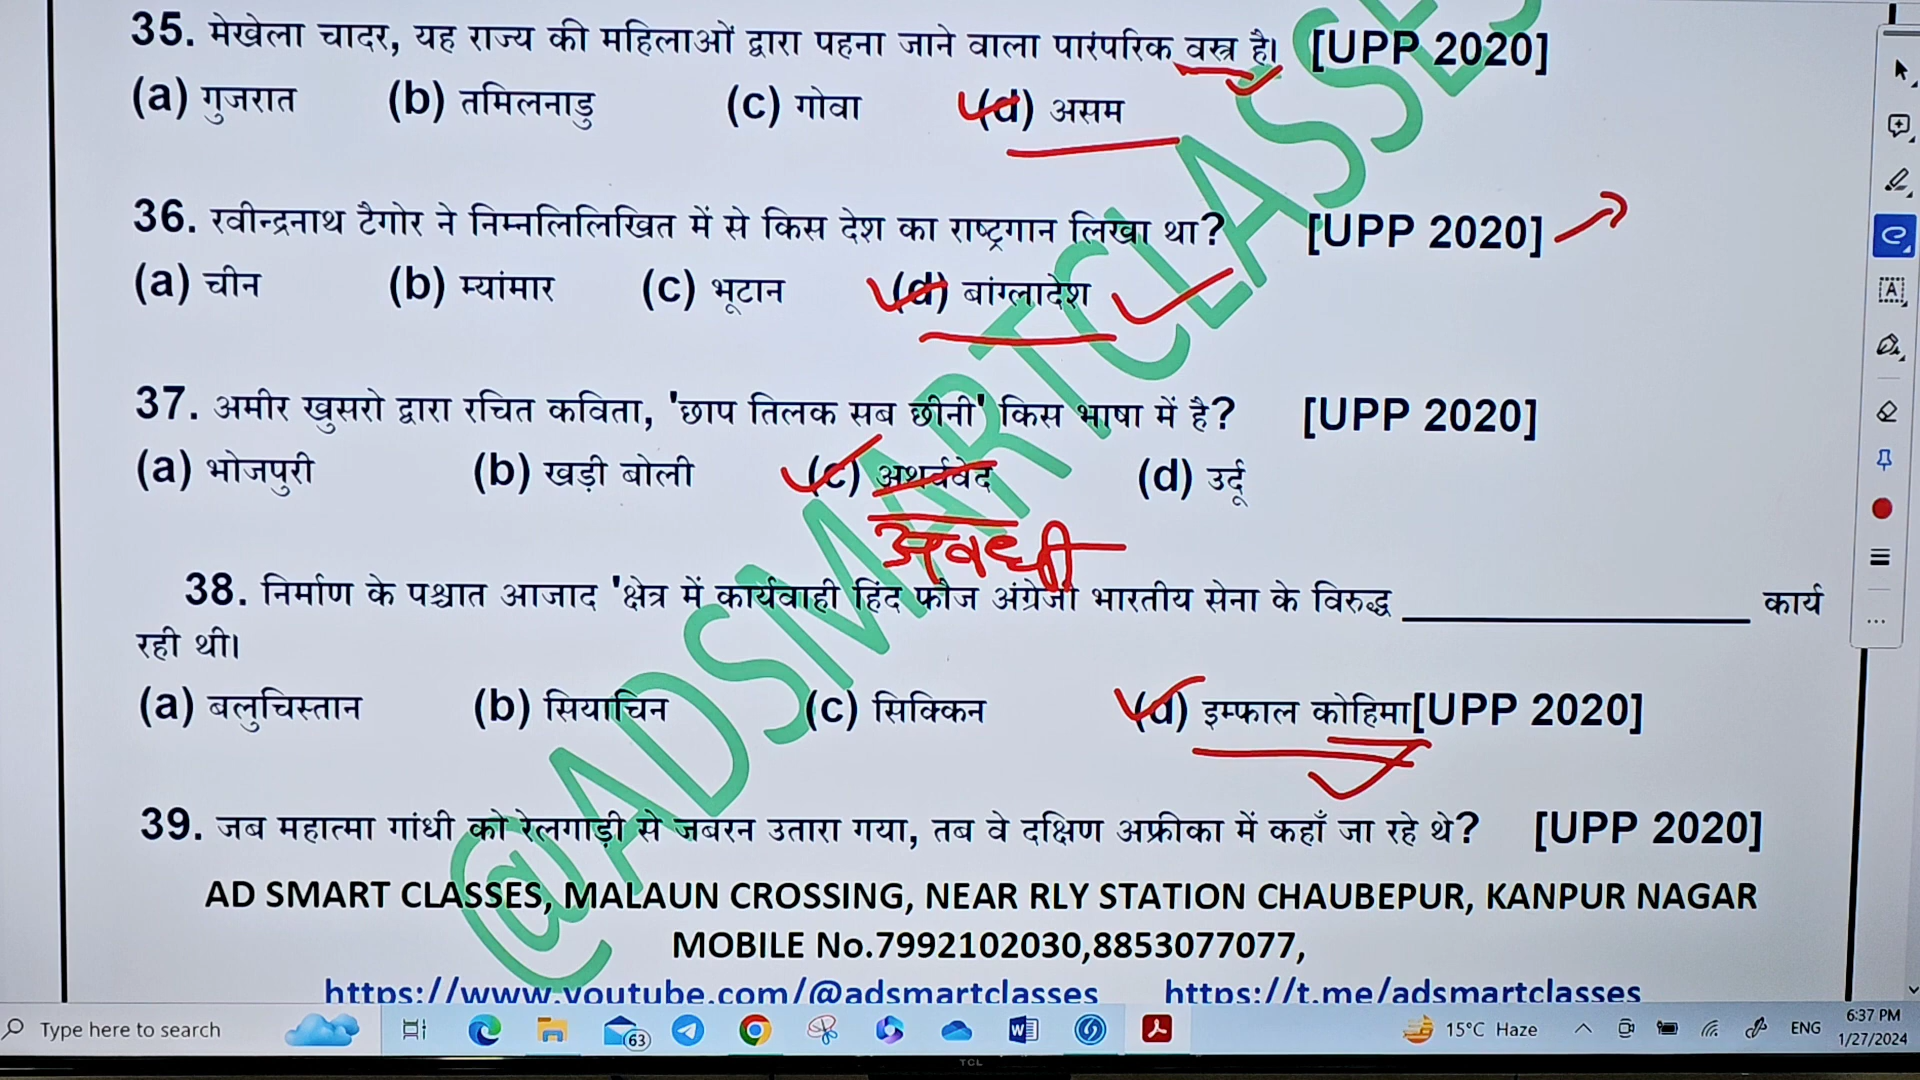 35. मेखेला चादर, यह राज्य की महिलाओं द्वारा पहना जाने वाला पारंपरिक वस्त्र है। [UPP 2020]
(a) गुजरात (b) तमिलनाडु (c) गोवा (d) असम
36. रवीन्द्रनाथ टैगोर ने निम्नलिलिखित में से किस देश का राष्ट्रगान लिखा था? [UPP 2020]
(a) चीन (b) म्यांमार (c) भूटान (d) बांग्लादेश
37. अमीर खुसरो द्वारा रचित कविता, 'छाप तिलक सब छीनी' किस भाषा में है? [UPP 2020]
(a) भोजपुरी (b) खड़ी बोली (c) अथर्ववेद (d) उर्दू
अवधी
38. निर्माण के पश्चात आजाद 'क्षेत्र में कार्यवाही हिंद फौज अंग्रेजी भारतीय सेना के विरुद्ध ________________ कार्य
रही थी।
(a) बलुचिस्तान (b) सियाचिन (c) सिक्किन (d) इम्फाल कोहिमा[UPP 2020]
39. जब महात्मा गांधी को रेलगाड़ी से जबरन उतारा गया, तब वे दक्षिण अफ्रीका में कहाँ जा रहे थे? [UPP 2020]
AD SMART CLASSES, MALAUN CROSSING, NEAR RLY STATION CHAUBEPUR, KANPUR NAGAR
MOBILE No.7992102030,8853077077,
https://www.youtube.com/@adsmartclasses https://t.me/adsmartclasses
@ADSMARTCLASSES
Type here to search 63 15°C Haze ENG 6:37 PM
1/27/2024
TCL